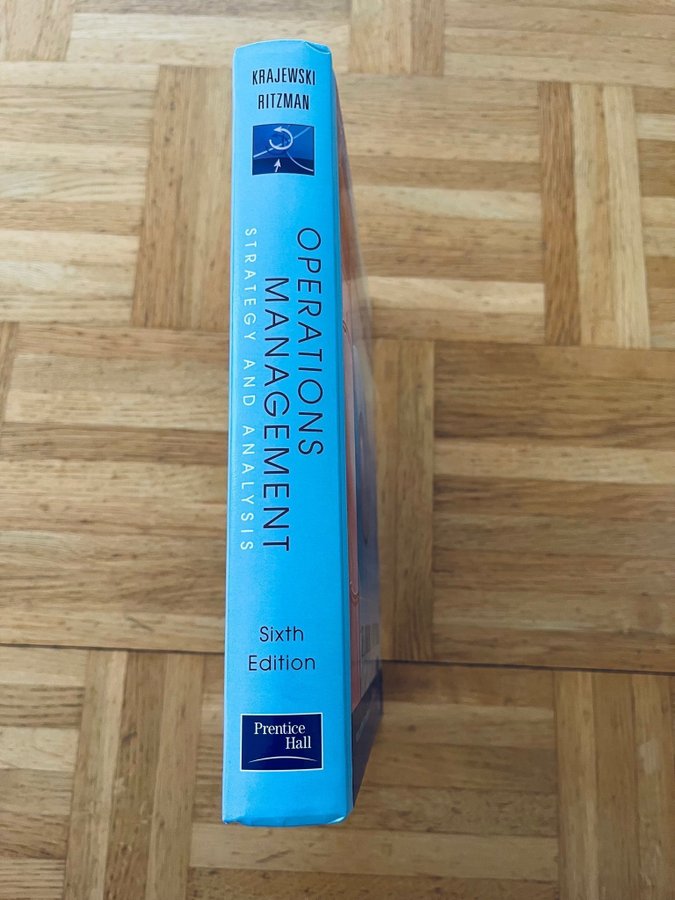 KRAJEWSKI
RITZMAN
OPERATIONS
MANAGEMENT
STRATEGY AND ANALYSIS
Sixth
Edition
Prentice
Hall